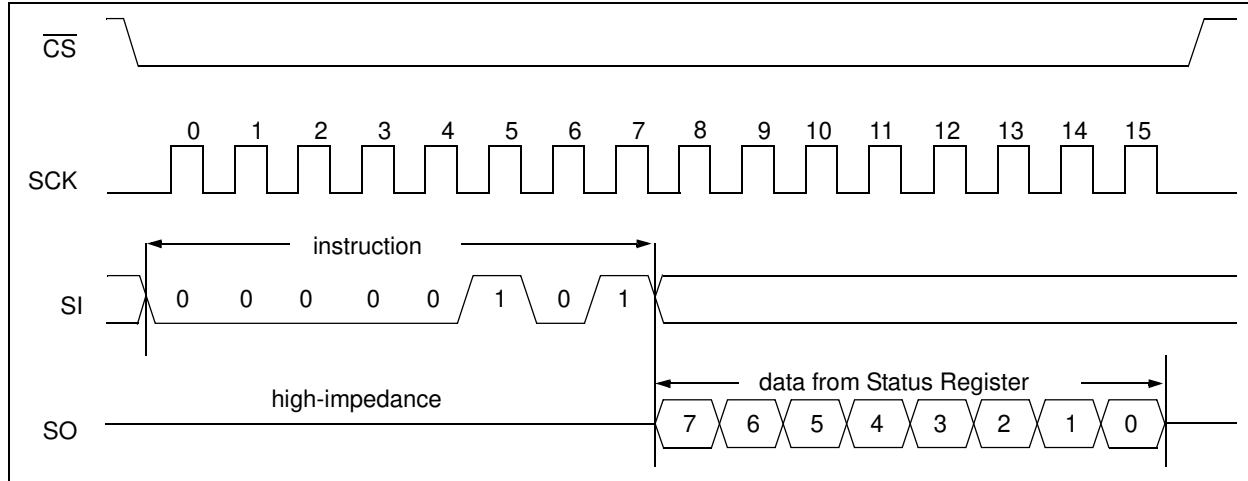 CS
0 1 2 3 4 5 6 7 8 9 10 11 12 13 14 15
SCK
instruction
SI 0 0 0 0 0 1 0 1
data from Status Register
high-impedance
SO 7 6 5 4 3 2 1 0